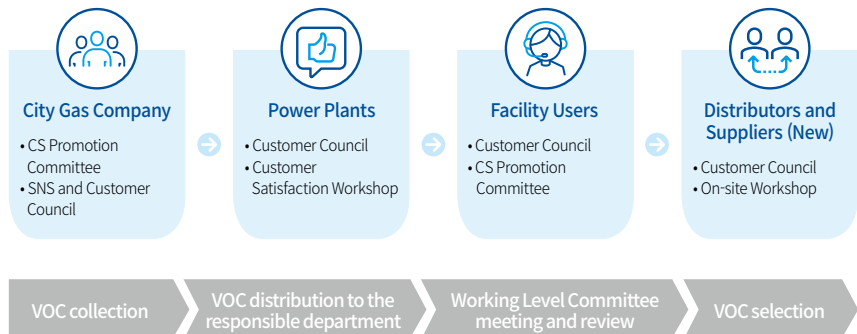 City Gas Company
• CS Promotion
Committee
• SNS and Customer
Council
Power Plants
• Customer Council
• Customer
Satisfaction Workshop
Facility Users
• Customer Council
• CS Promotion
Committee
Distributors and
Suppliers (New)
• Customer Council
• On-site Workshop
VOC collection
VOC distribution to the
responsible department
Working Level Committee
meeting and review
VOC selection